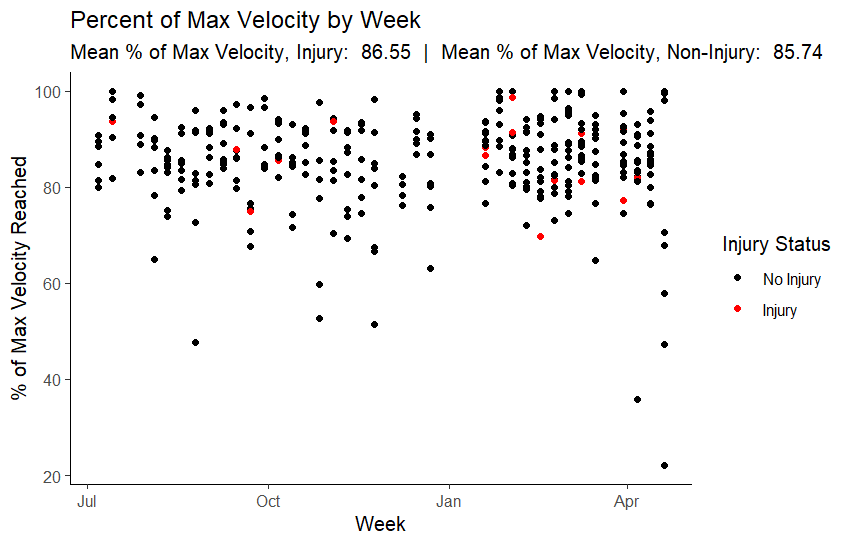 Percent of Max Velocity by Week
Mean % of Max Velocity, Injury:  86.55  |  Mean % of Max Velocity, Non-Injury:  85.74
% of Max Velocity Reached
100
80
60
40
20
Jul
Oct
Jan
Apr
Week
Injury Status
No Injury
Injury